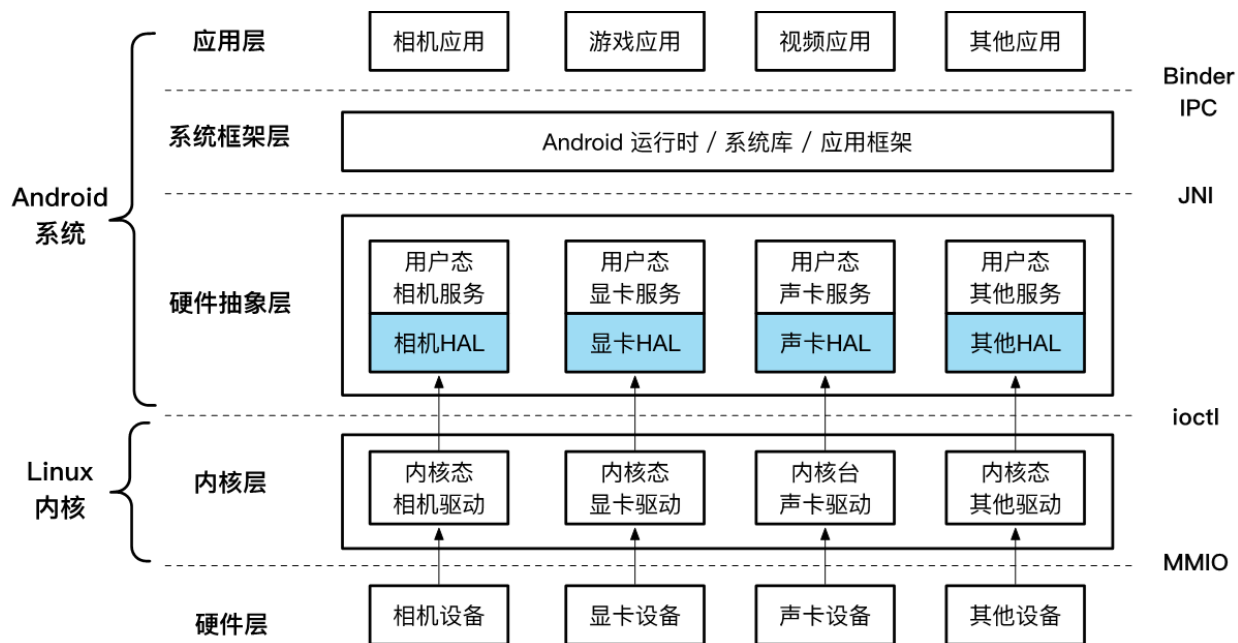 应用层
相机应用
游戏应用
视频应用
其他应用
Binder
IPC
系统框架层
Android 运行时 / 系统库 / 应用框架
JNI
Android
系统
硬件抽象层
用户态
相机服务
相机HAL
用户态
显卡服务
显卡HAL
用户态
声卡服务
声卡HAL
用户态
其他服务
其他HAL
ioctl
Linux
内核
内核层
内核态
相机驱动
内核态
显卡驱动
内核台
声卡驱动
内核态
其他驱动
MMIO
硬件层
相机设备
显卡设备
声卡设备
其他设备